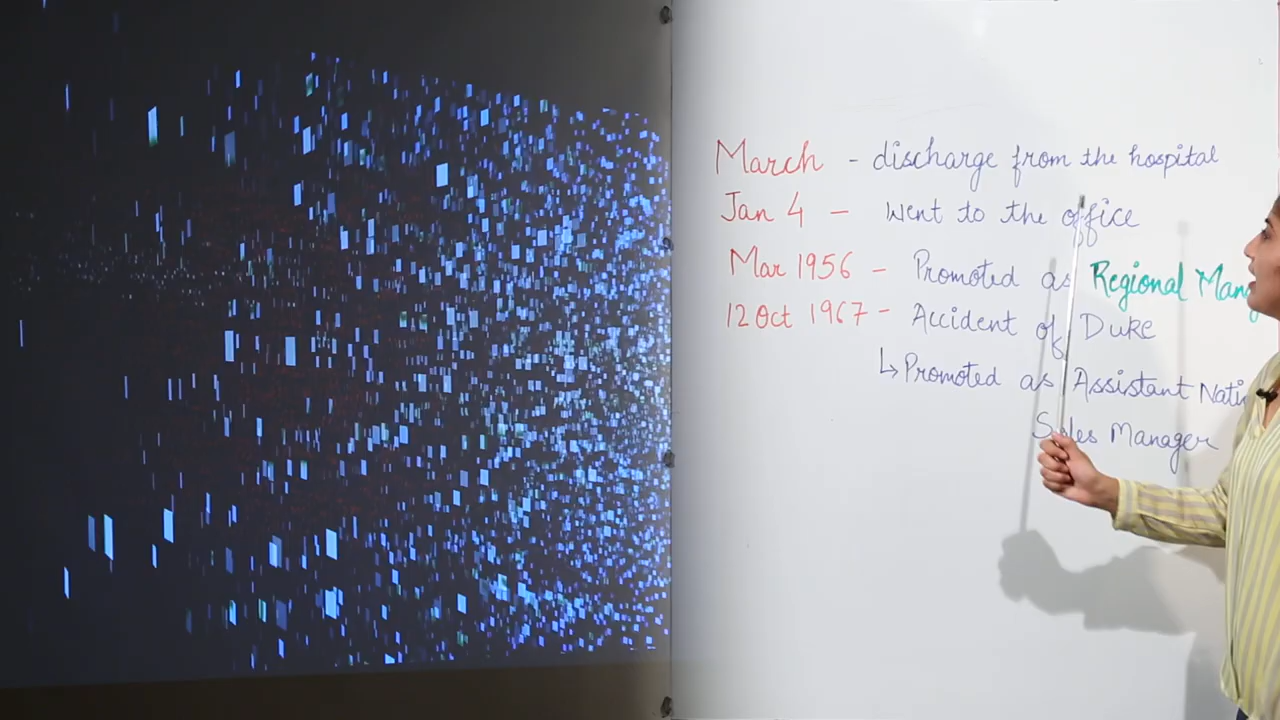 March - discharge from the hospital
Jan 4 - Went to the office
Mar 1956 - Promoted as Regional
12 Oct 1967 - Accident of Duke
↳ Promoted as Assistant
Sales Manager